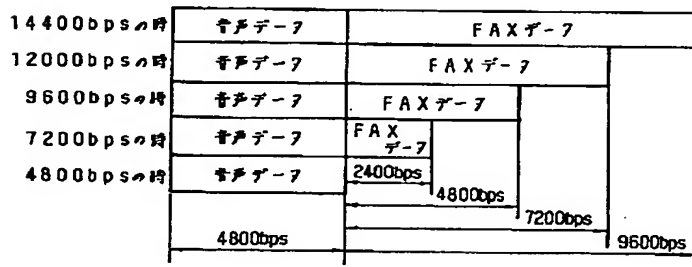 14400bpsの時 音声データ FAXデータ
12000bpsの時 音声データ FAXデータ
9600bpsの時 音声データ FAXデータ
7200bpsの時 音声データ FAX
データ
4800bpsの時 音声データ 2400bps
4800bps
7200bps
4800bps 9600bps